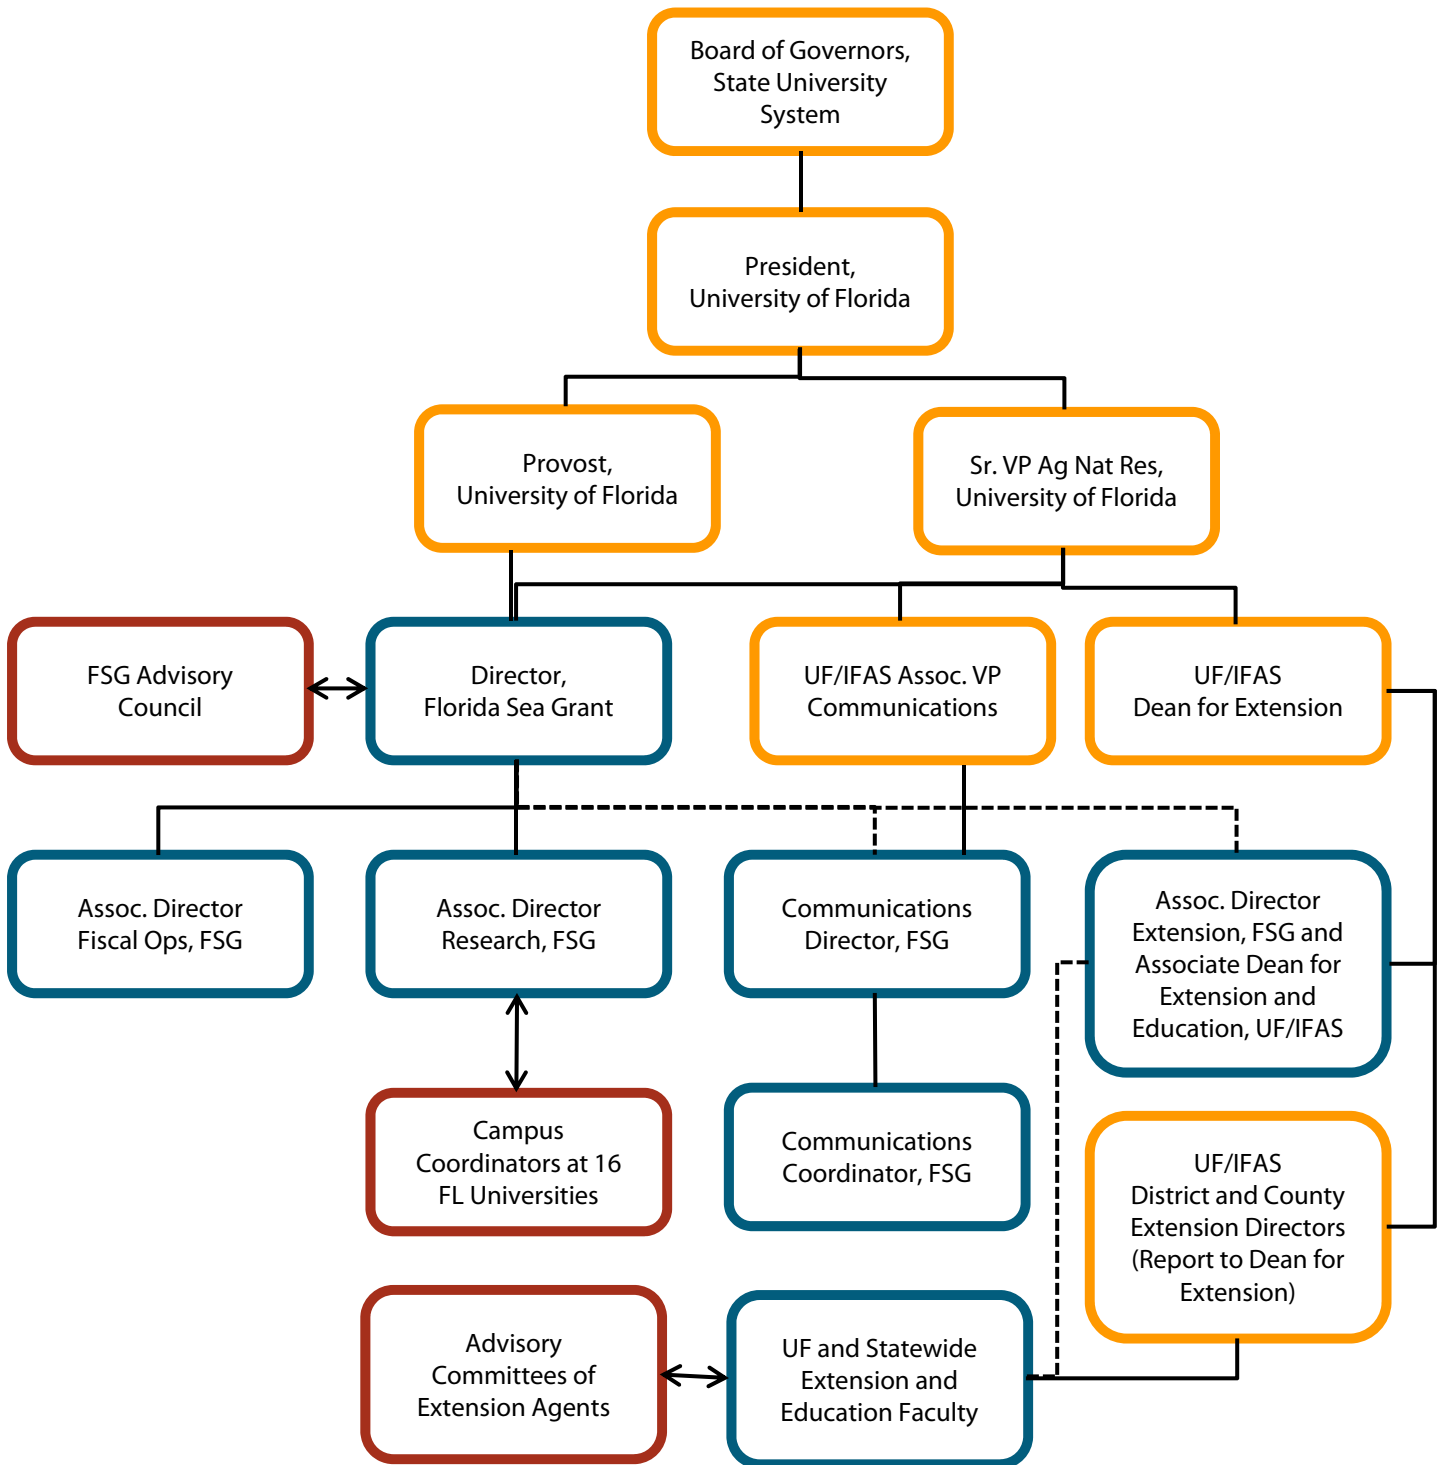 Board of Governors,
State University
System
President,
University of Florida
Provost,
University of Florida
Sr. VP Ag Nat Res,
University of Florida
FSG Advisory
Council
Director,
Florida Sea Grant
UF/IFAS Assoc. VP
Communications
UF/IFAS
Dean for Extension
Assoc. Director
Fiscal Ops, FSG
Assoc. Director
Research, FSG
Communications
Director, FSG
Assoc. Director
Extension, FSG and
Associate Dean for
Extension and
Education, UF/IFAS
Campus
Coordinators at 16
FL Universities
Communications
Coordinator, FSG
UF/IFAS
District and County
Extension Directors
(Report to Dean for
Extension)
Advisory
Committees of
Extension Agents
UF and Statewide
Extension and
Education Faculty